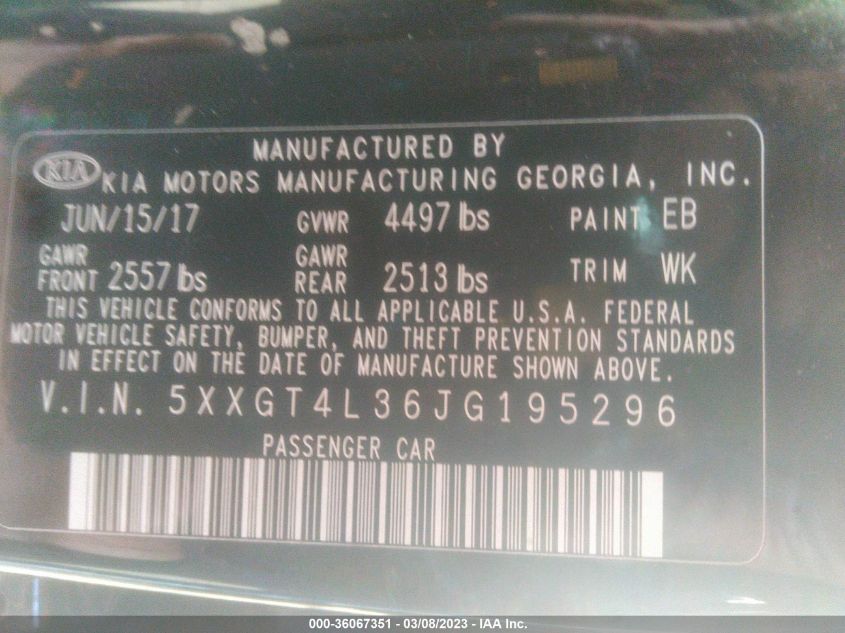 MANUFACTURED BY
KIA KIA MOTORS MANUFACTURING GEORGIA, INC.
JUN/15/17 GVWR 4497 lbs PAINT EB
GAWR FRONT 2557 lbs GAWR REAR 2513 lbs TRIM WK
THIS VEHICLE CONFORMS TO ALL APPLICABLE U.S.A. FEDERAL
MOTOR VEHICLE SAFETY, BUMPER, AND THEFT PREVENTION STANDARDS
IN EFFECT ON THE DATE OF MANUFACTURE SHOWN ABOVE.
V.I.N. 5XXGT4L36JG195296
PASSENGER CAR
000-36067351 - 03/08/2023 - IAA Inc.